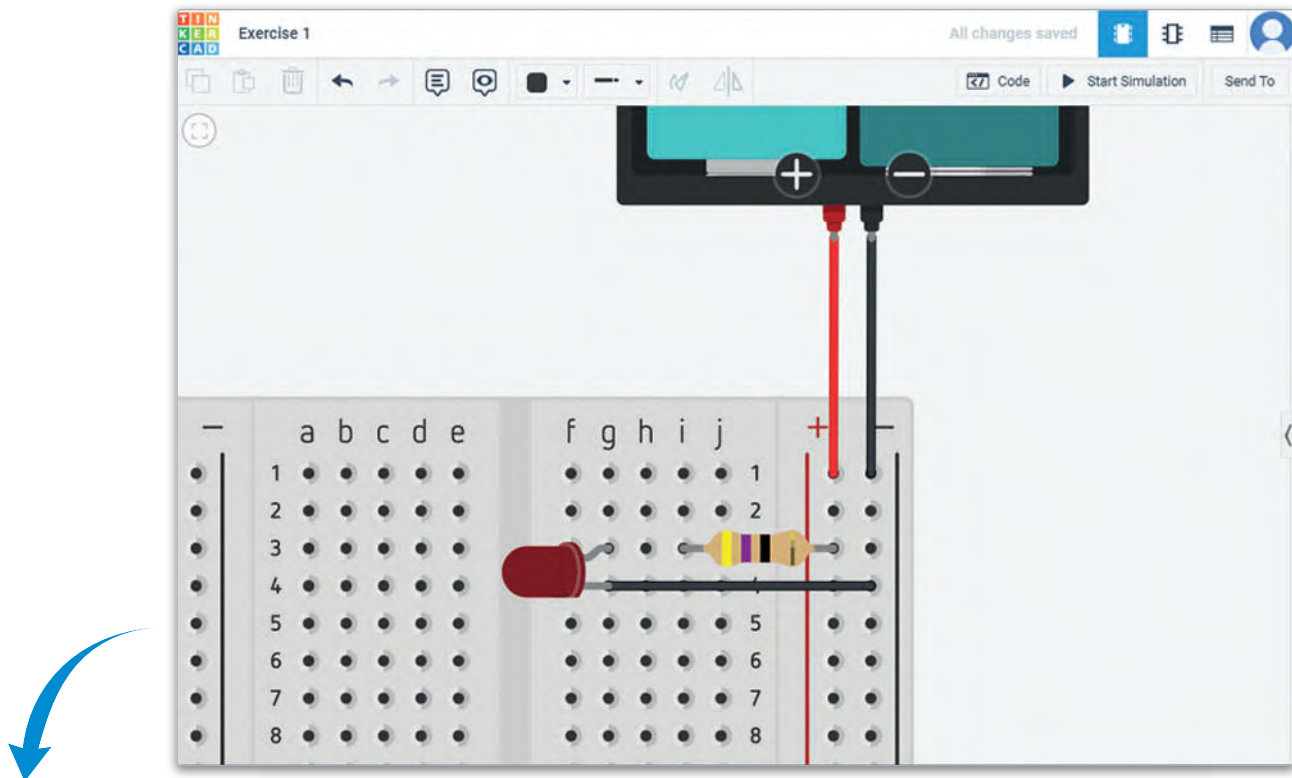 TIN
KER
CAD
Exercise 1
All changes saved
Code
Start Simulation
Send To
+ −
− a b c d e f g h i j + −
1 1
2 2
3
4
5 5
6 6
7 7
8 8